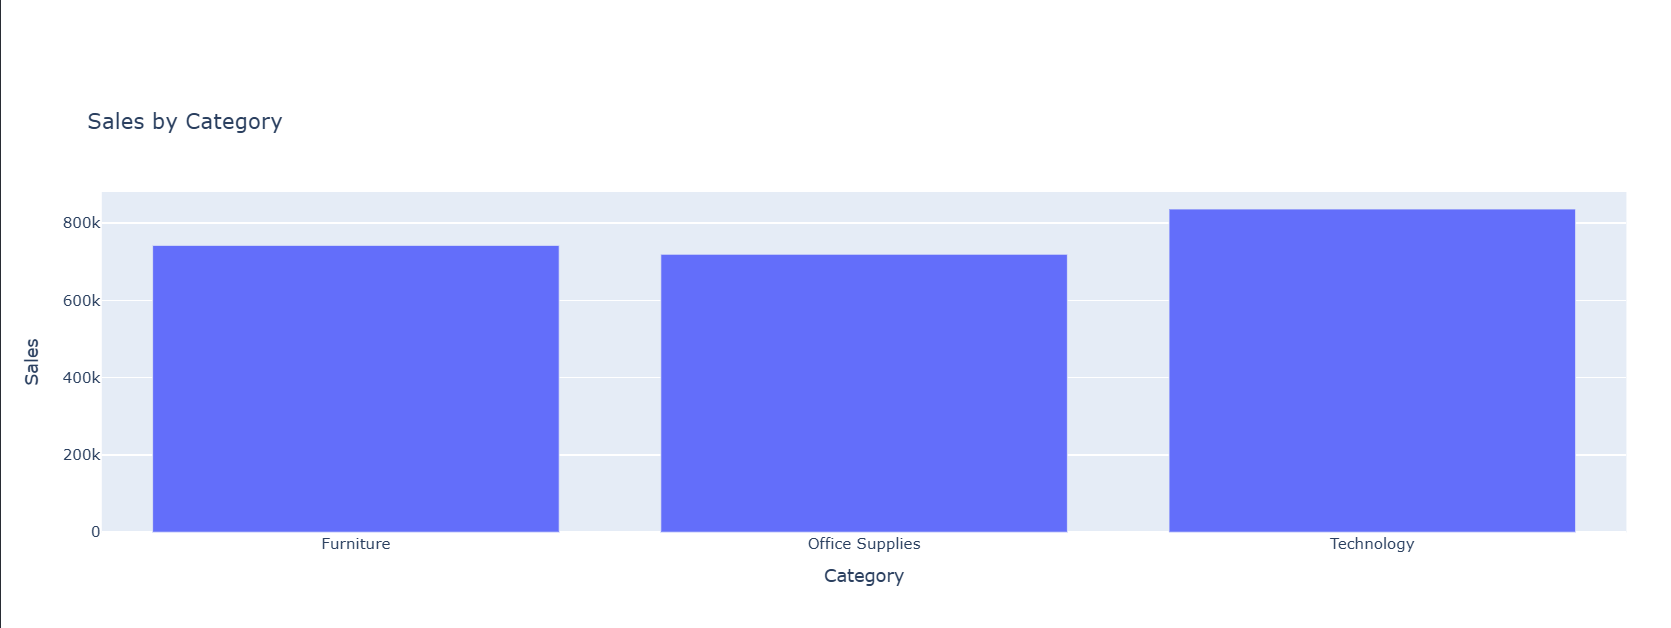 Sales by Category
800k
600k
400k
200k
0
Sales
Furniture
Office Supplies
Technology
Category